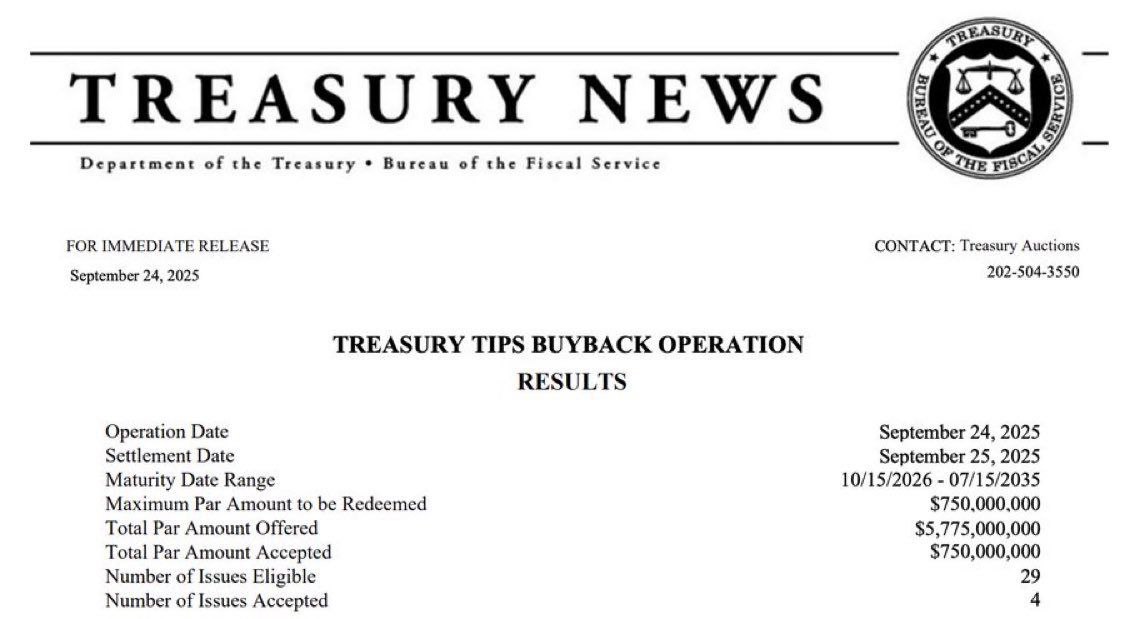 TREASURY NEWS
Department of the Treasury • Bureau of the Fiscal Service
TREASURY
BUREAU OF THE FISCAL SERVICE
FOR IMMEDIATE RELEASE CONTACT: Treasury Auctions
September 24, 2025 202-504-3550
TREASURY TIPS BUYBACK OPERATION
RESULTS
Operation Date September 24, 2025
Settlement Date September 25, 2025
Maturity Date Range 10/15/2026 - 07/15/2035
Maximum Par Amount to be Redeemed $750,000,000
Total Par Amount Offered $5,775,000,000
Total Par Amount Accepted $750,000,000
Number of Issues Eligible 29
Number of Issues Accepted 4